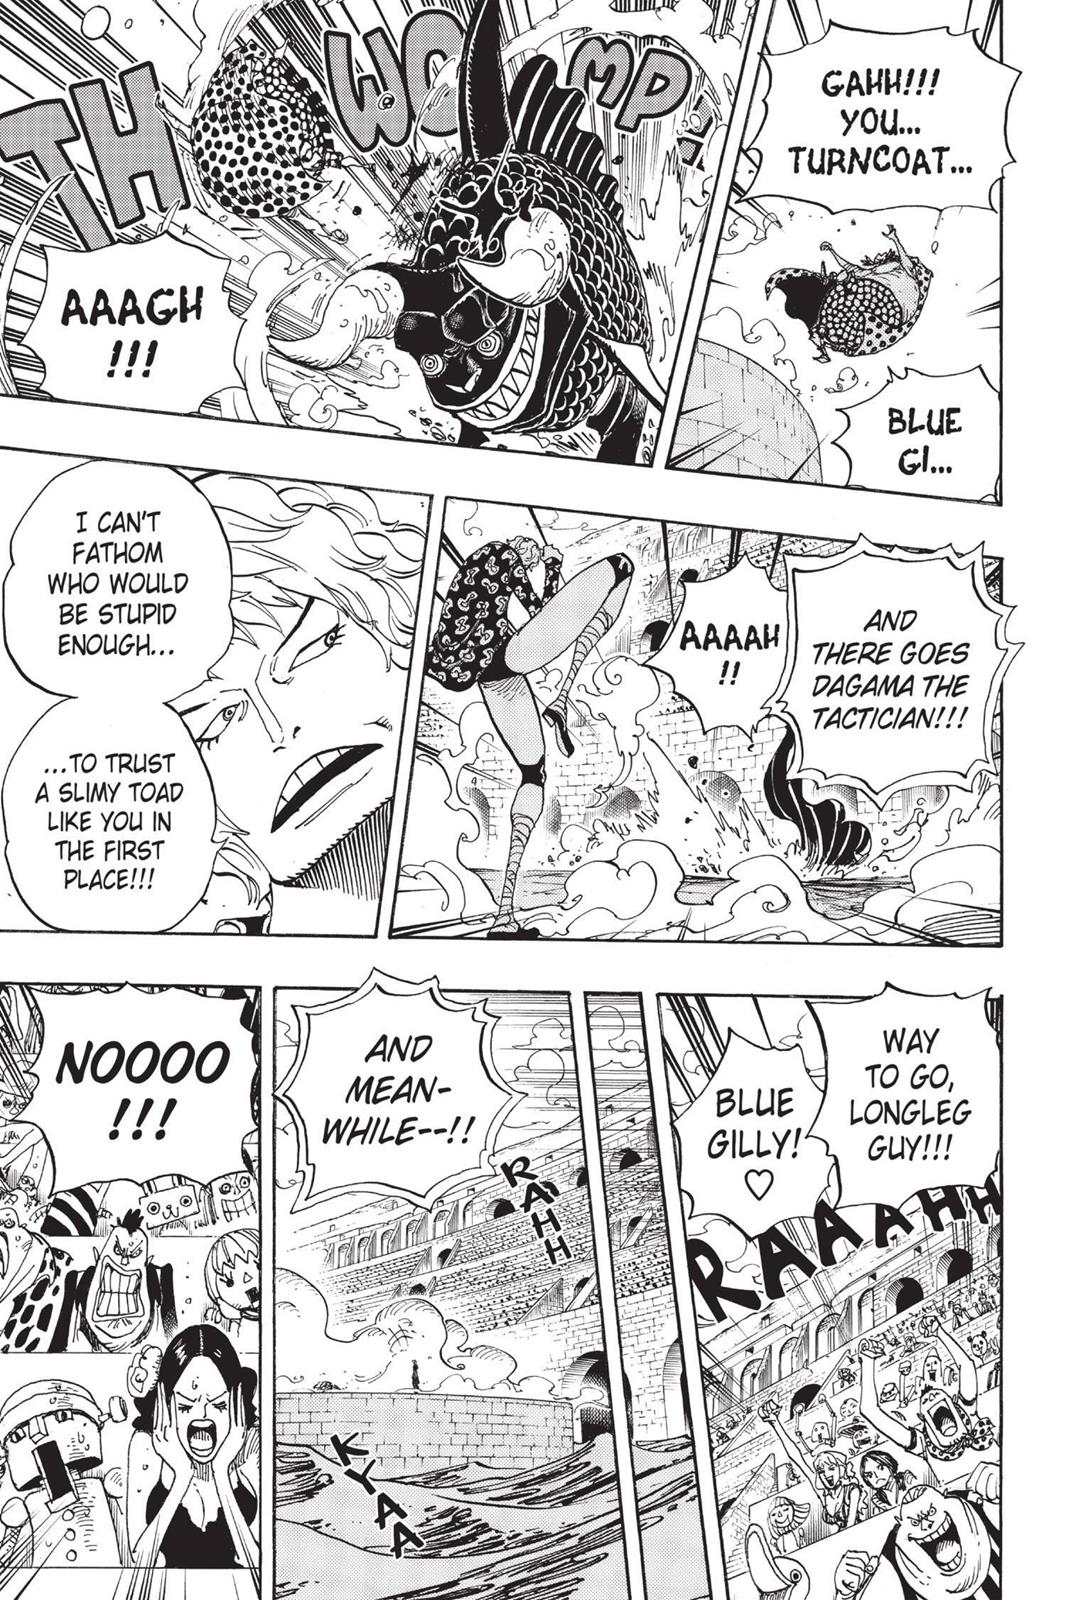 GAHH!!!
YOU...
TURNCOAT...
BLUE
GI...
THWOMP
AAAGH
!!!
AND
THERE GOES
DAGAMA THE
TACTICIAN!!!
AAAAH
!!
I CAN'T
FATHOM
WHO WOULD
BE STUPID
ENOUGH...
...TO TRUST
A SLIMY TOAD
LIKE YOU IN
THE FIRST
PLACE!!!
WAY
TO GO,
LONGLEG
GUY!!!
BLUE
GILLY!
♡
RAAAAHH
AND
MEAN-
WHILE--!!
RAHH
KYAA
NOOOO
!!!